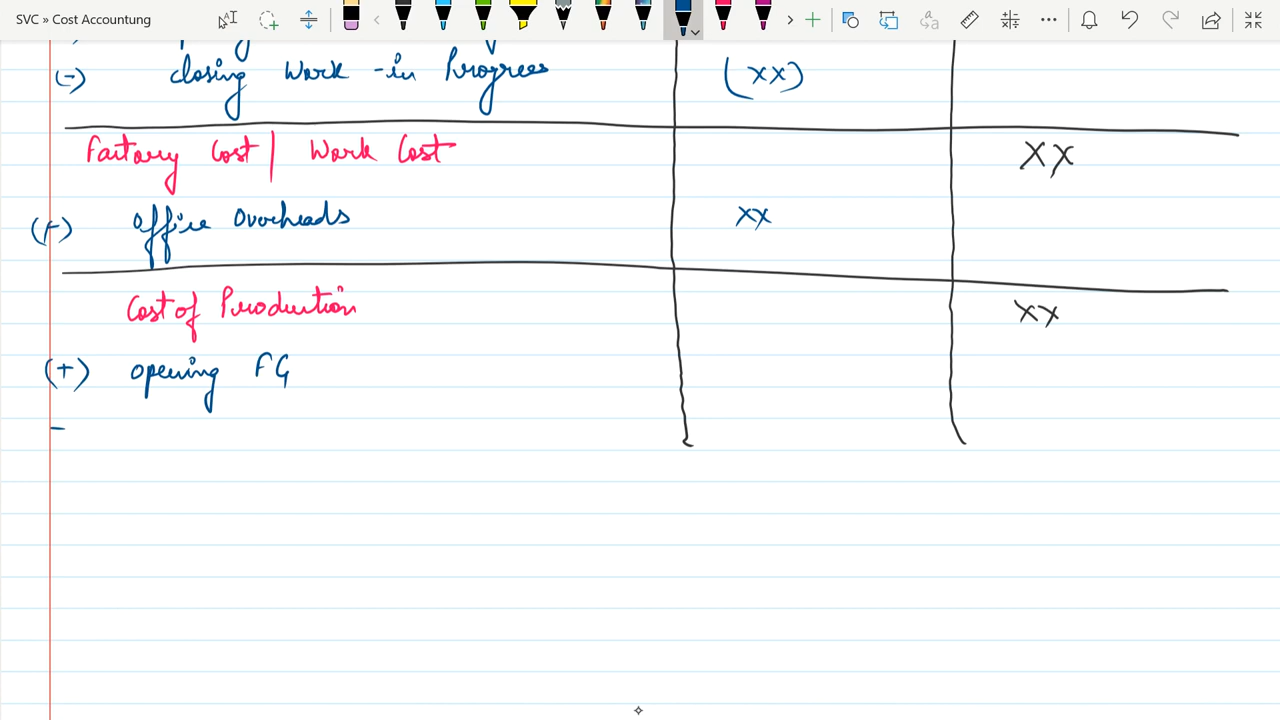 SVC » Cost Accountung
(-) closing Work -in Progress (xx)
Factory Cost | Work Cost XX
(+) office Overheads xx
Cost of Production xx
(+) opening FG
-